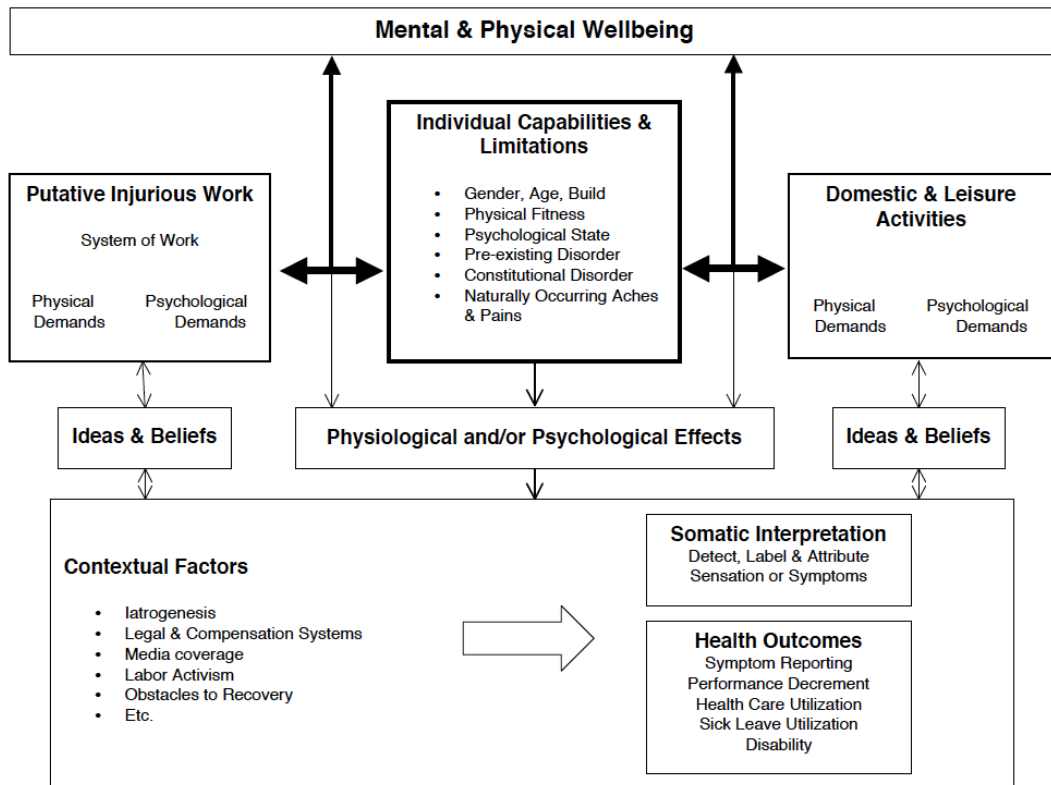 Mental & Physical Wellbeing
Individual Capabilities &
Limitations
• Gender, Age, Build
• Physical Fitness
• Psychological State
• Pre-existing Disorder
• Constitutional Disorder
• Naturally Occurring Aches
& Pains
Putative Injurious Work
System of Work
Physical
Demands
Psychological
Demands
Domestic & Leisure
Activities
Physical
Demands
Psychological
Demands
Ideas & Beliefs
Physiological and/or Psychological Effects
Ideas & Beliefs
Contextual Factors
• Iatrogenesis
• Legal & Compensation Systems
• Media coverage
• Labor Activism
• Obstacles to Recovery
• Etc.
Somatic Interpretation
Detect, Label & Attribute
Sensation or Symptoms
Health Outcomes
Symptom Reporting
Performance Decrement
Health Care Utilization
Sick Leave Utilization
Disability